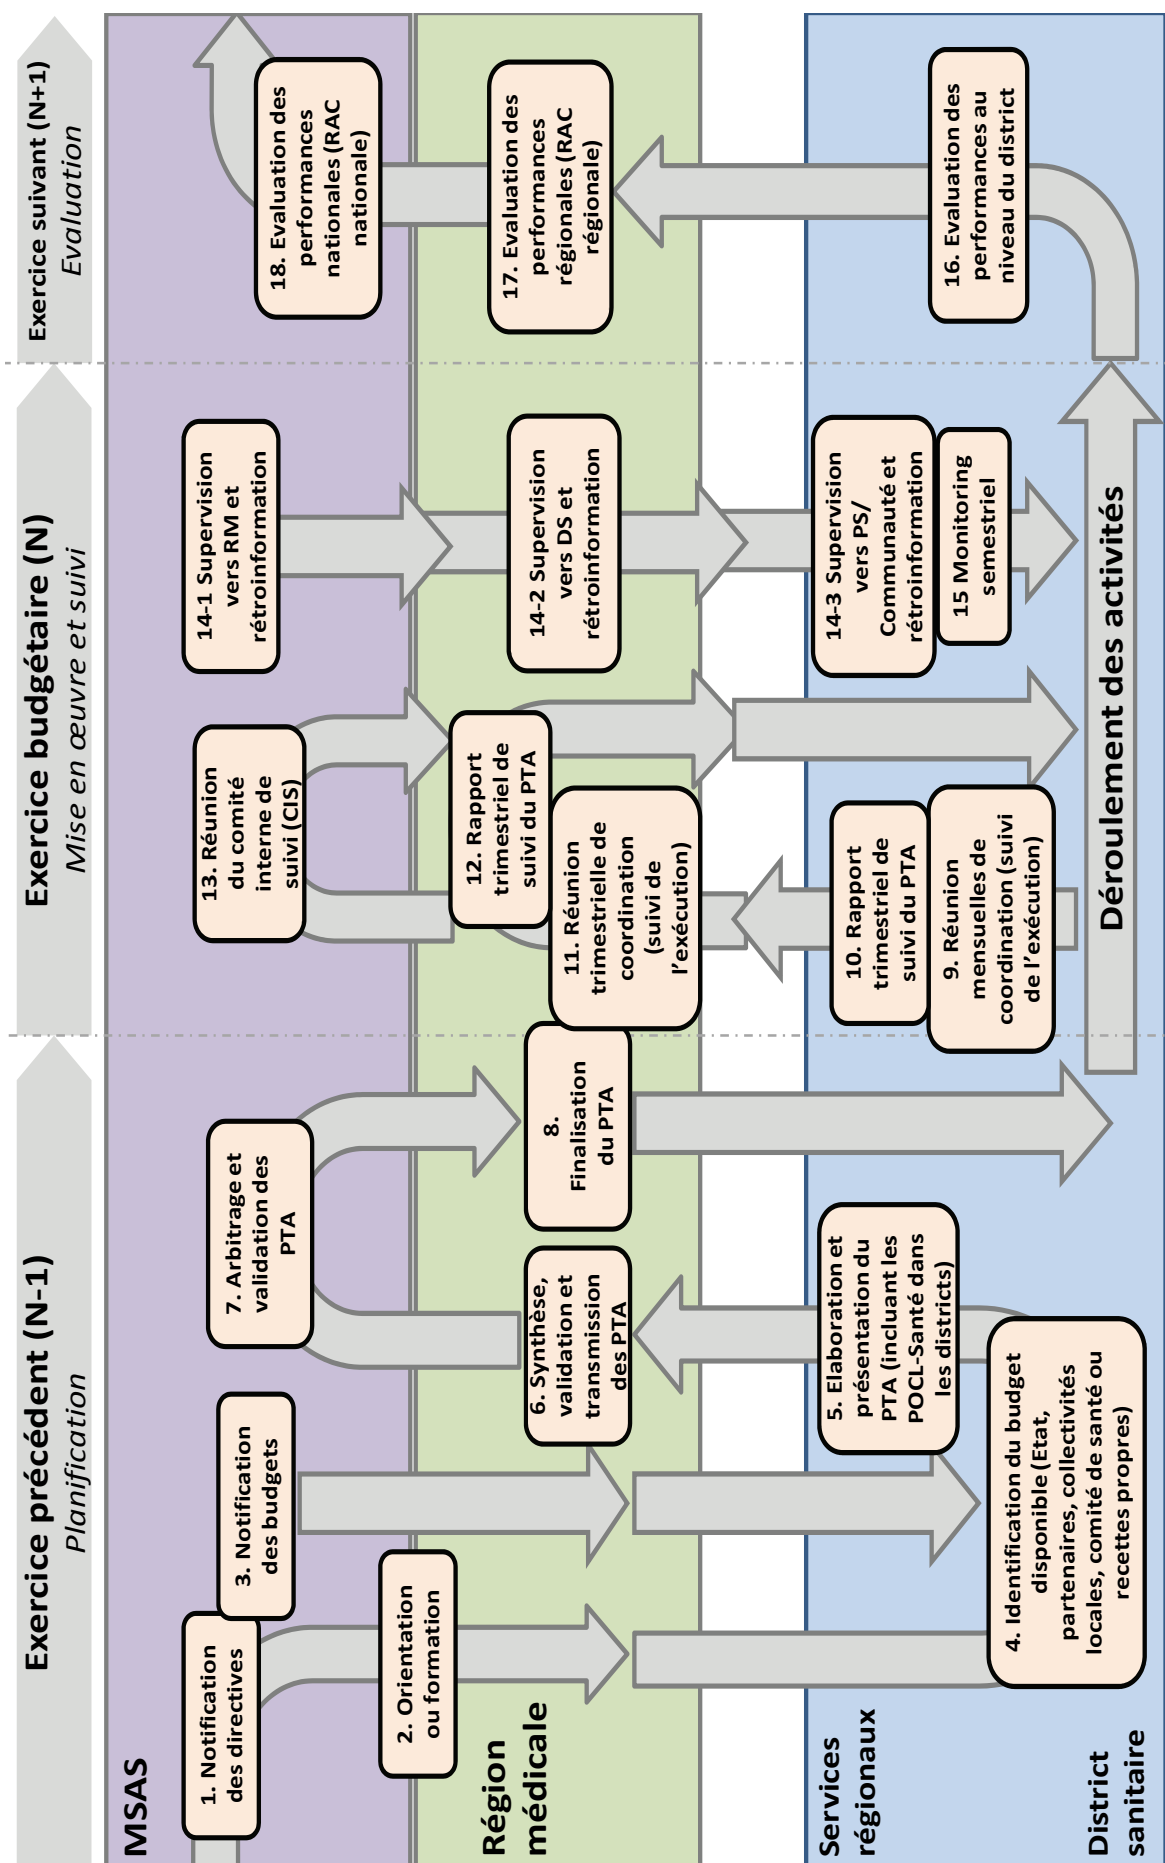 Exercice précédent (N-1)
Planification
Exercice budgétaire (N)
Mise en œuvre et suivi
Exercice suivant (N+1)
Evaluation
MSAS
1. Notification
des directives
3. Notification
des budgets
7. Arbitrage et
validation des
PTA
13. Réunion
du comité
interne de
suivi (CIS)
14-1 Supervision
vers RM et
rétroinformation
18. Evaluation des
performances
nationales (RAC
nationale)
2. Orientation
ou formation
Région
médicale
6. Synthèse,
validation et
transmission
des PTA
8.
Finalisation
du PTA
12. Rapport
trimestriel de
suivi du PTA
11. Réunion
trimestrielle de
coordination
(suivi de
l’exécution)
14-2 Supervision
vers DS et
rétroinformation
17. Evaluation des
performances
régionales (RAC
régionale)
Services
régionaux
5. Elaboration et
présentation du
PTA (incluant les
POCL-Santé dans
les districts)
10. Rapport
trimestriel de
suivi du PTA
9. Réunion
mensuelles de
coordination (suivi
de l’exécution)
14-3 Supervision
vers PS/
Communauté et
rétroinformation
15 Monitoring
semestriel
16. Evaluation des
performances au
niveau du district
4. Identification du budget
disponible (Etat,
partenaires, collectivités
locales, comité de santé ou
recettes propres)
District
sanitaire
Déroulement des activités